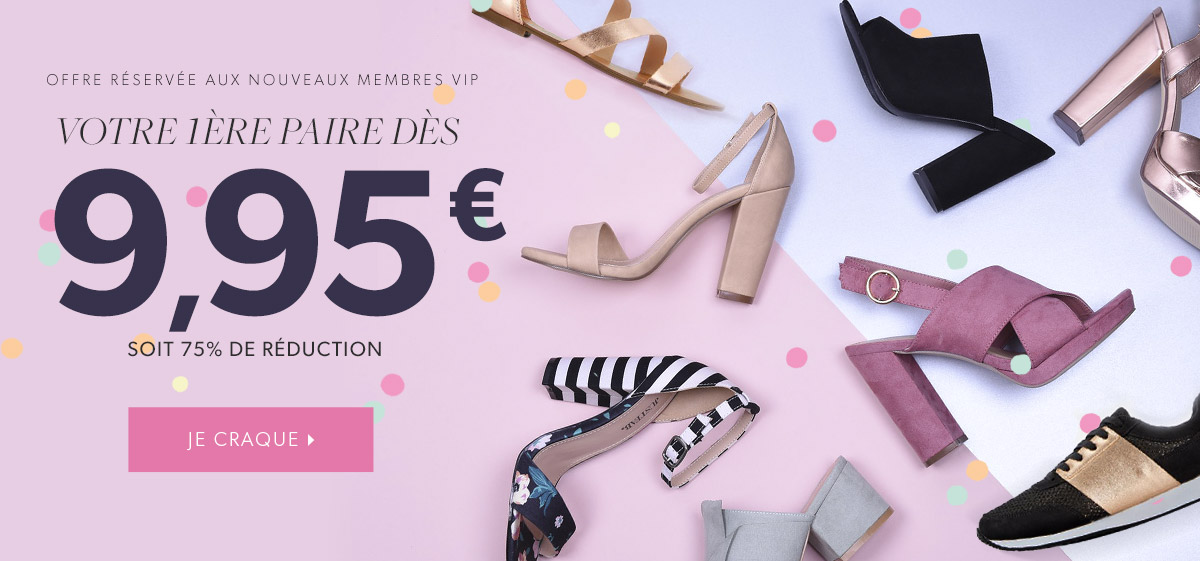 OFFRE RÉSERVÉE AUX NOUVEAUX MEMBRES VIP
VOTRE 1ÈRE PAIRE DÈS
9,95€
SOIT 75% DE RÉDUCTION
JE CRAQUE